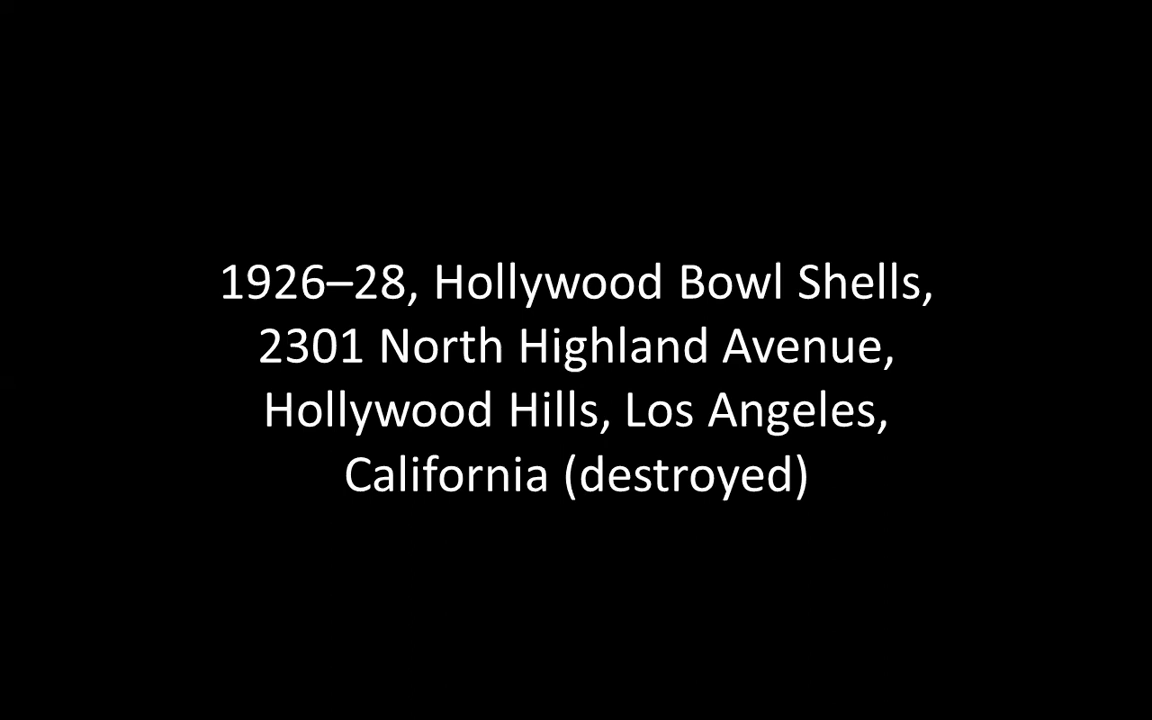 1926–28, Hollywood Bowl Shells,
2301 North Highland Avenue,
Hollywood Hills, Los Angeles,
California (destroyed)